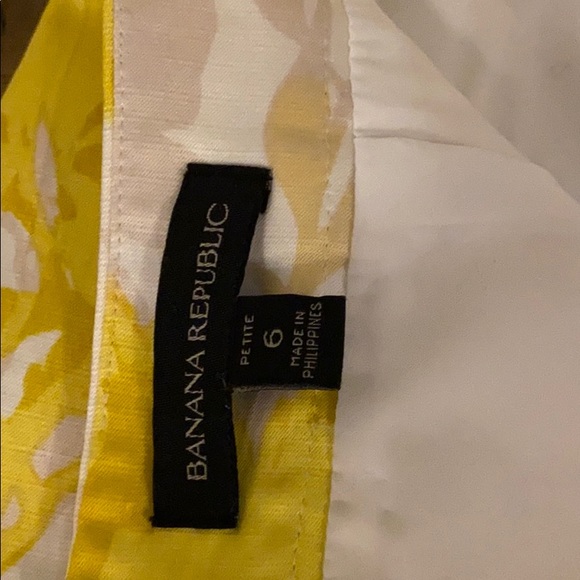 BANANA REPUBLIC
PETITE
6
MADE IN
PHILIPPINES